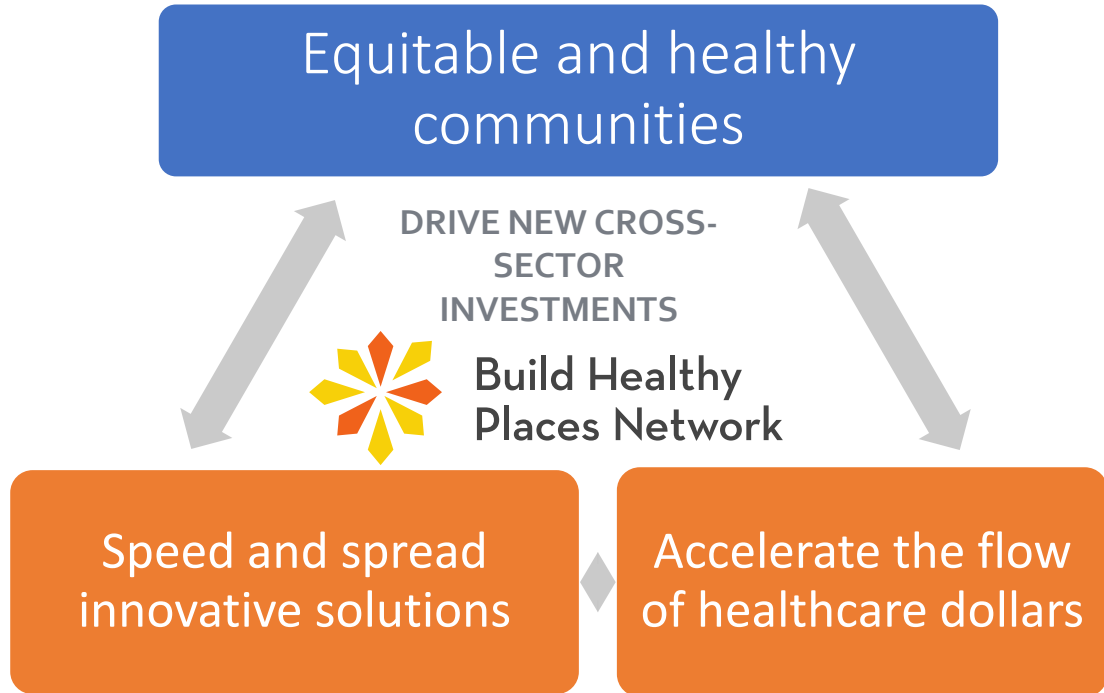 Equitable and healthy
communities
DRIVE NEW CROSS-
SECTOR
INVESTMENTS
Build Healthy
Places Network
Speed and spread
innovative solutions
Accelerate the flow
of healthcare dollars